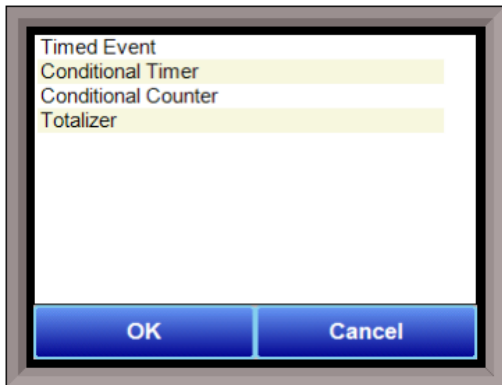 Timed Event
Conditional Timer
Conditional Counter
Totalizer
OK Cancel